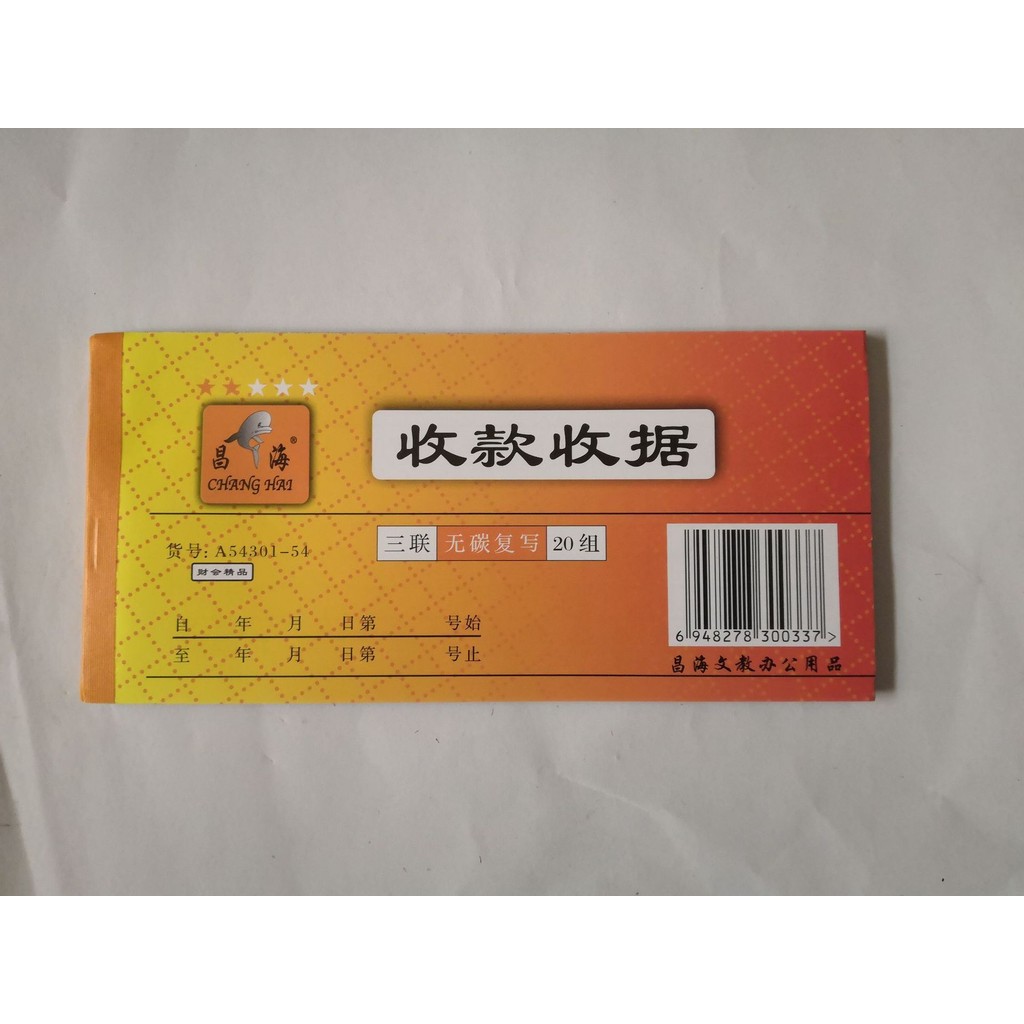 昌海®
CHANG HAI
收款收据
货号: A54301-54
财会精品
三联 无碳复写 20组
自 年 月 日第 号始
至 年 月 日第 号止
6 948278 300337 >
昌海文教办公用品